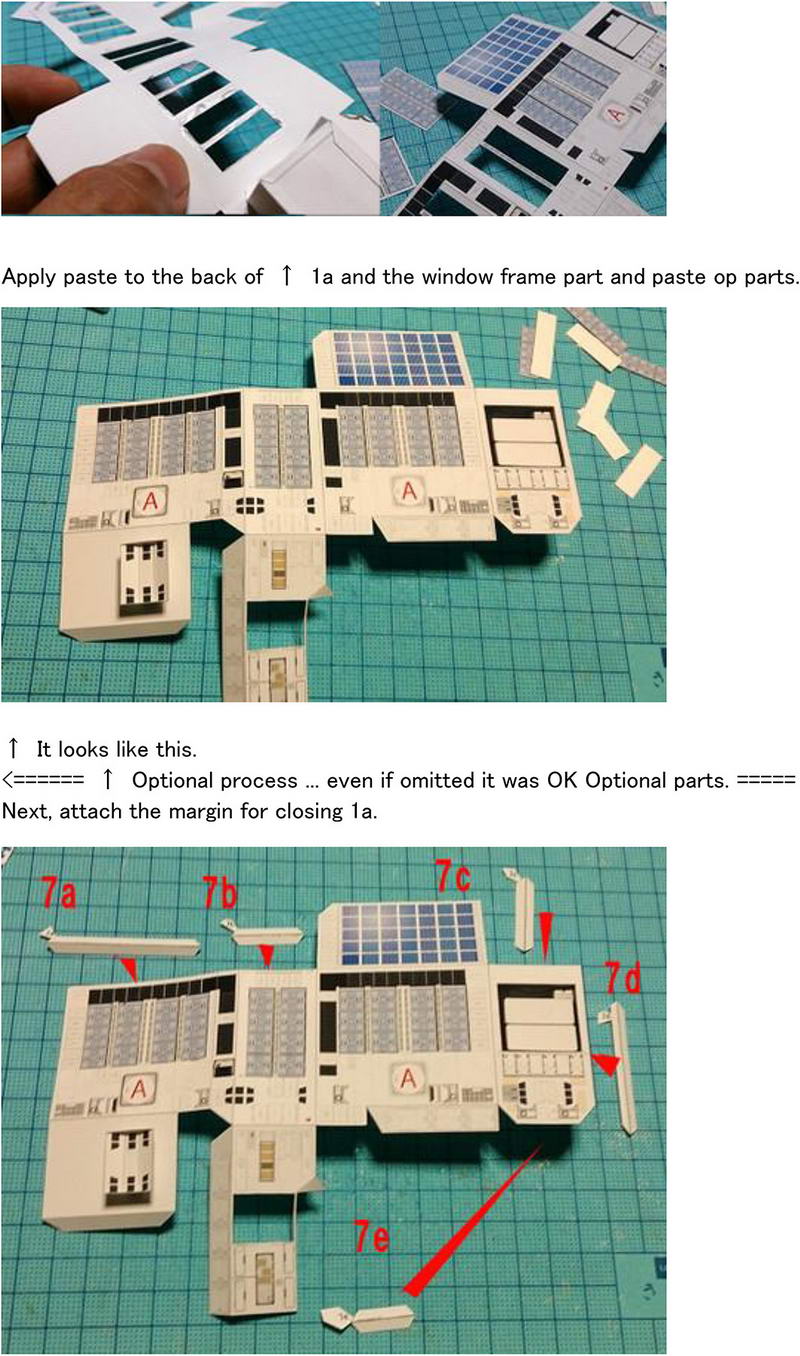 A
Apply paste to the back of ↑ 1a and the window frame part and paste op parts.
A
A
↑ It looks like this.
<====== ↑ Optional process ... even if omitted it was OK Optional parts. =====
Next, attach the margin for closing 1a.
7a
7b
7c
7d
A
A
7e